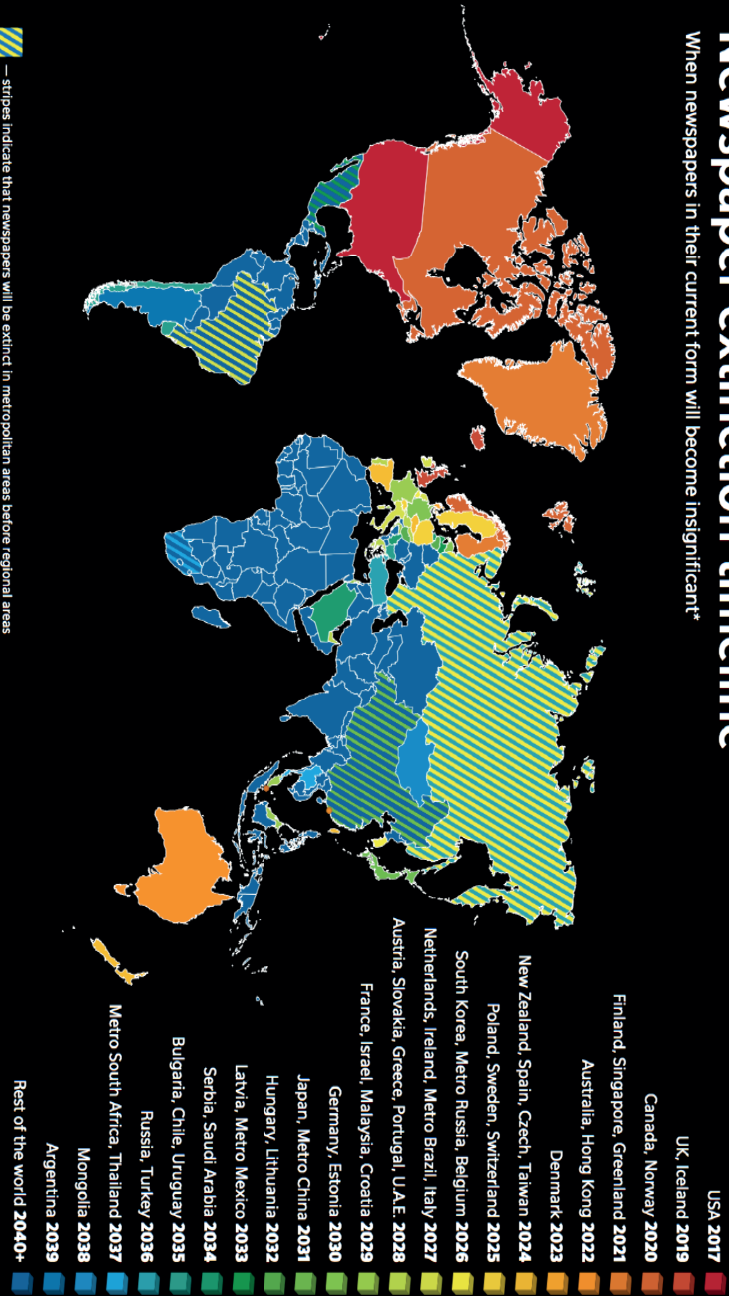 Newspaper extinction timeline
When newspapers in their current form will become insignificant*
USA 2017
UK, Iceland 2019
Canada, Norway 2020
Finland, Singapore, Greenland 2021
Australia, Hong Kong 2022
Denmark 2023
New Zealand, Spain, Czech, Taiwan 2024
Poland, Sweden, Switzerland 2025
South Korea, Metro Russia, Belgium 2026
Netherlands, Ireland, Metro Brazil, Italy 2027
Austria, Slovakia, Greece, Portugal, U.A.E. 2028
France, Israel, Malaysia, Croatia 2029
Germany, Estonia 2030
Japan, Metro China 2031
Hungary, Lithuania 2032
Latvia, Metro Mexico 2033
Serbia, Saudi Arabia 2034
Bulgaria, Chile, Uruguay 2035
Russia, Turkey 2036
Metro South Africa, Thailand 2037
Mongolia 2038
Argentina 2039
Rest of the world 2040+
— stripes indicate that newspapers will be extinct in metropolitan areas before regional areas